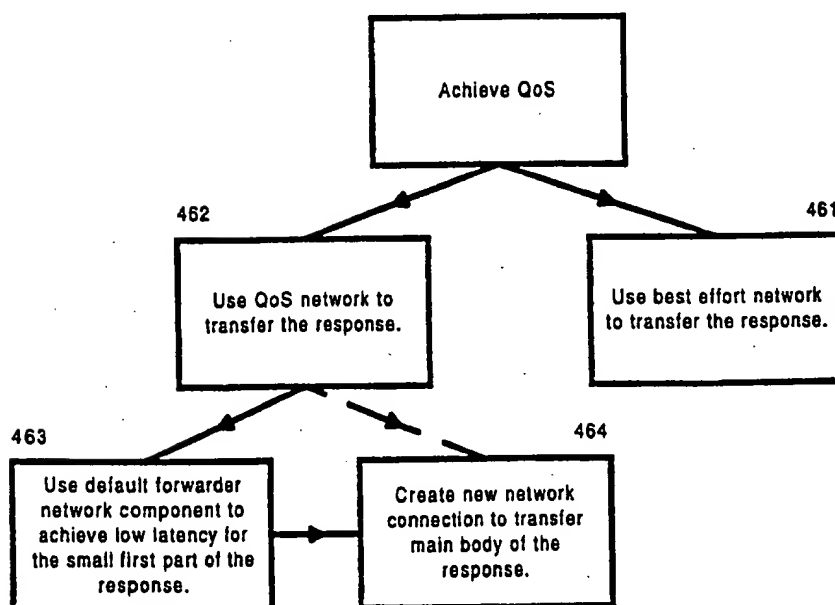 Achieve QoS
462
461
Use QoS network to
transfer the response.
Use best effort network
to transfer the response.
463
464
Use default forwarder
network component to
achieve low latency for
the small first part of the
response.
Create new network
connection to transfer
main body of the
response.